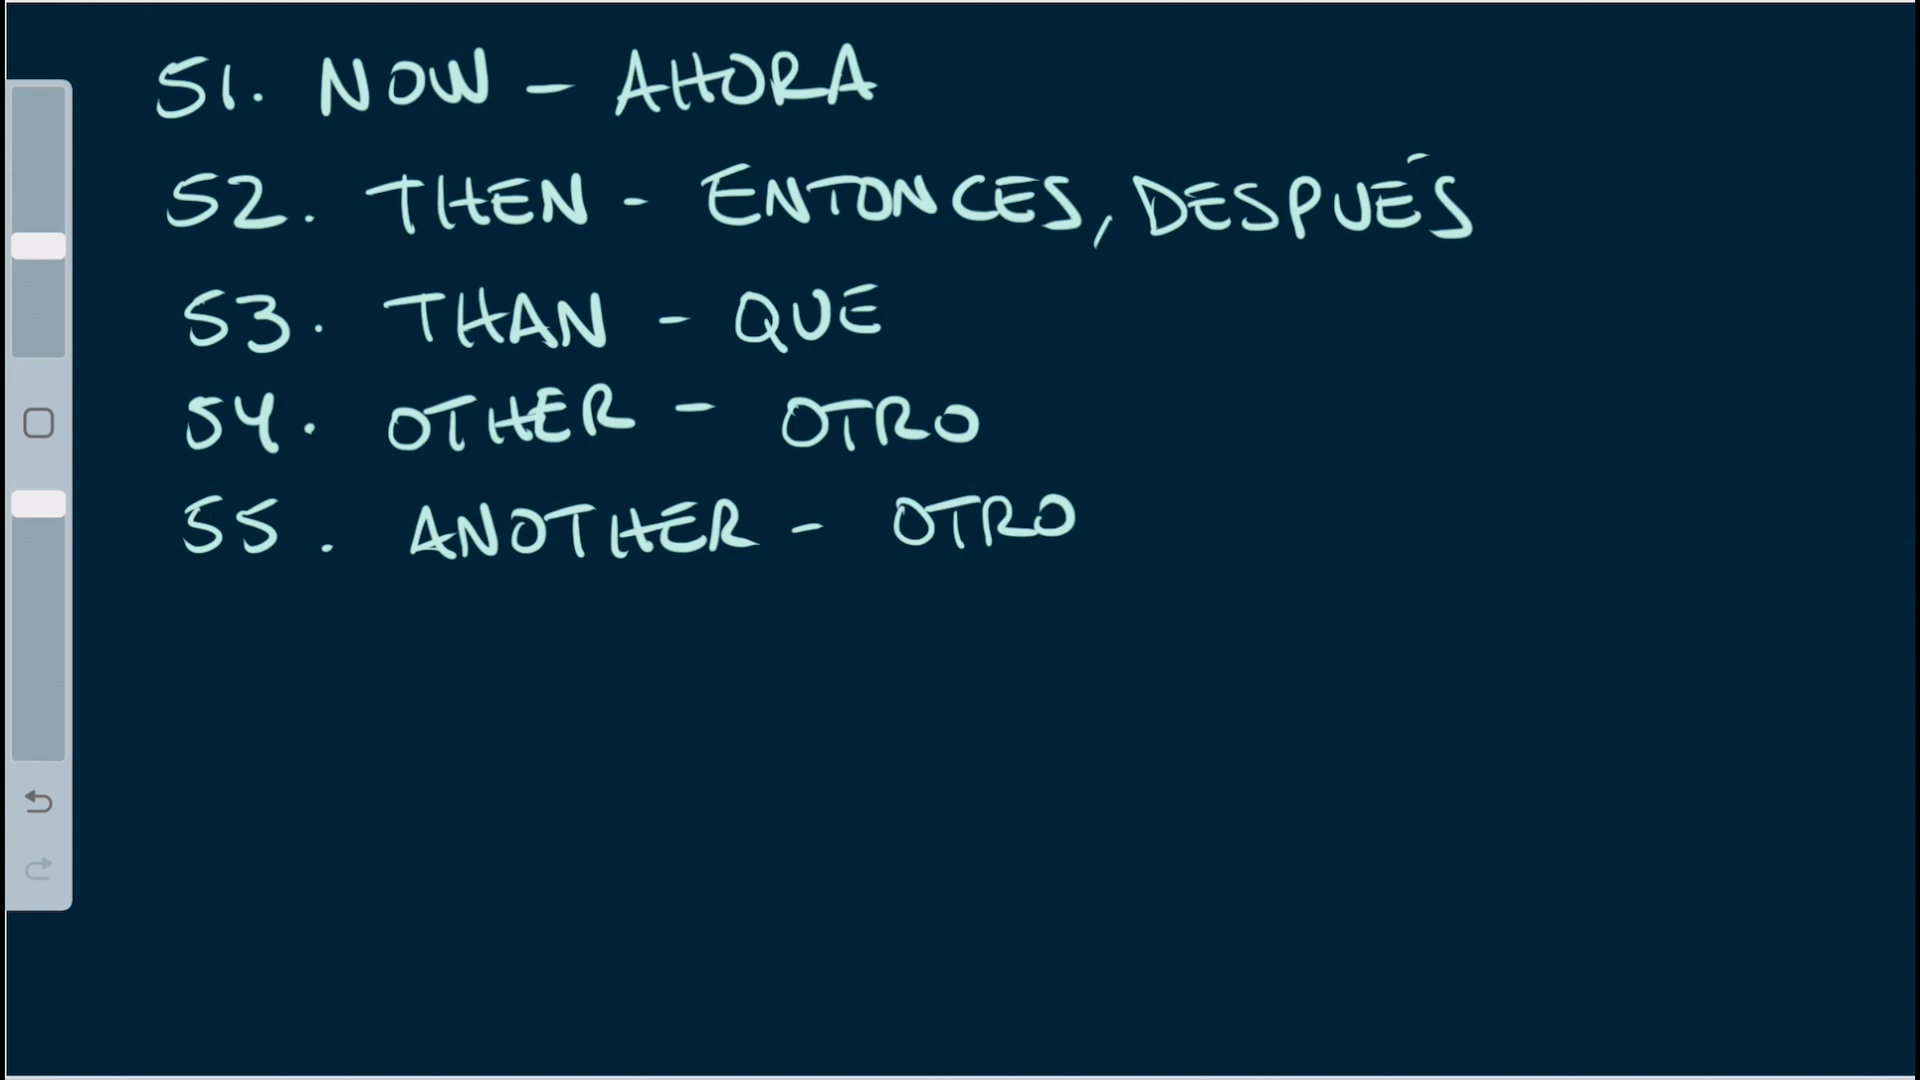 51. NOW - AHORA
52. THEN - ENTONCES, DESPUÉS
53. THAN - QUE
54. OTHER - OTRO
55. ANOTHER - OTRO